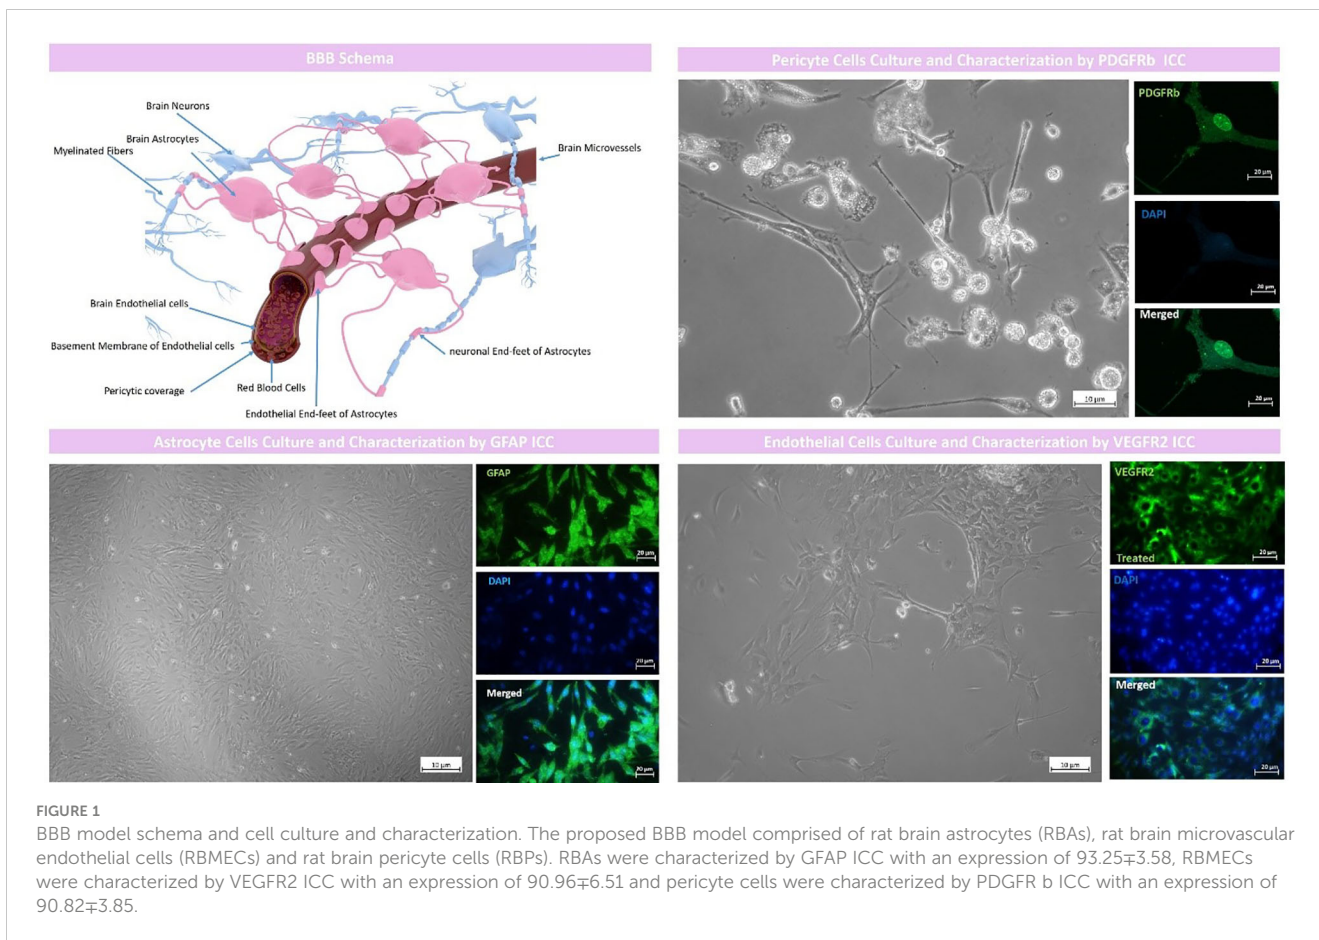 BBB Schema
Brain Neurons
Brain Astrocytes
Myelinated Fibers
Brain Microvessels
Brain Endothelial cells
Basement Membrane of Endothelial cells
neuronal End-feet of Astrocytes
Pericytic coverage
Red Blood Cells
Endothelial End-feet of Astrocytes
Pericyte Cells Culture and Characterization by PDGFRb ICC
10 µm
PDGFRb
20 µm
DAPI
20 µm
Merged
20 µm
Astrocyte Cells Culture and Characterization by GFAP ICC
10 µm
GFAP
20 µm
DAPI
20 µm
Merged
20 µm
Endothelial Cells Culture and Characterization by VEGFR2 ICC
10 µm
VEGFR2
Treated
20 µm
DAPI
20 µm
Merged
20 µm
FIGURE 1
BBB model schema and cell culture and characterization. The proposed BBB model comprised of rat brain astrocytes (RBAs), rat brain microvascular
endothelial cells (RBMECs) and rat brain pericyte cells (RBPs). RBAs were characterized by GFAP ICC with an expression of 93.25∓3.58, RBMECs
were characterized by VEGFR2 ICC with an expression of 90.96∓6.51 and pericyte cells were characterized by PDGFR b ICC with an expression of
90.82∓3.85.